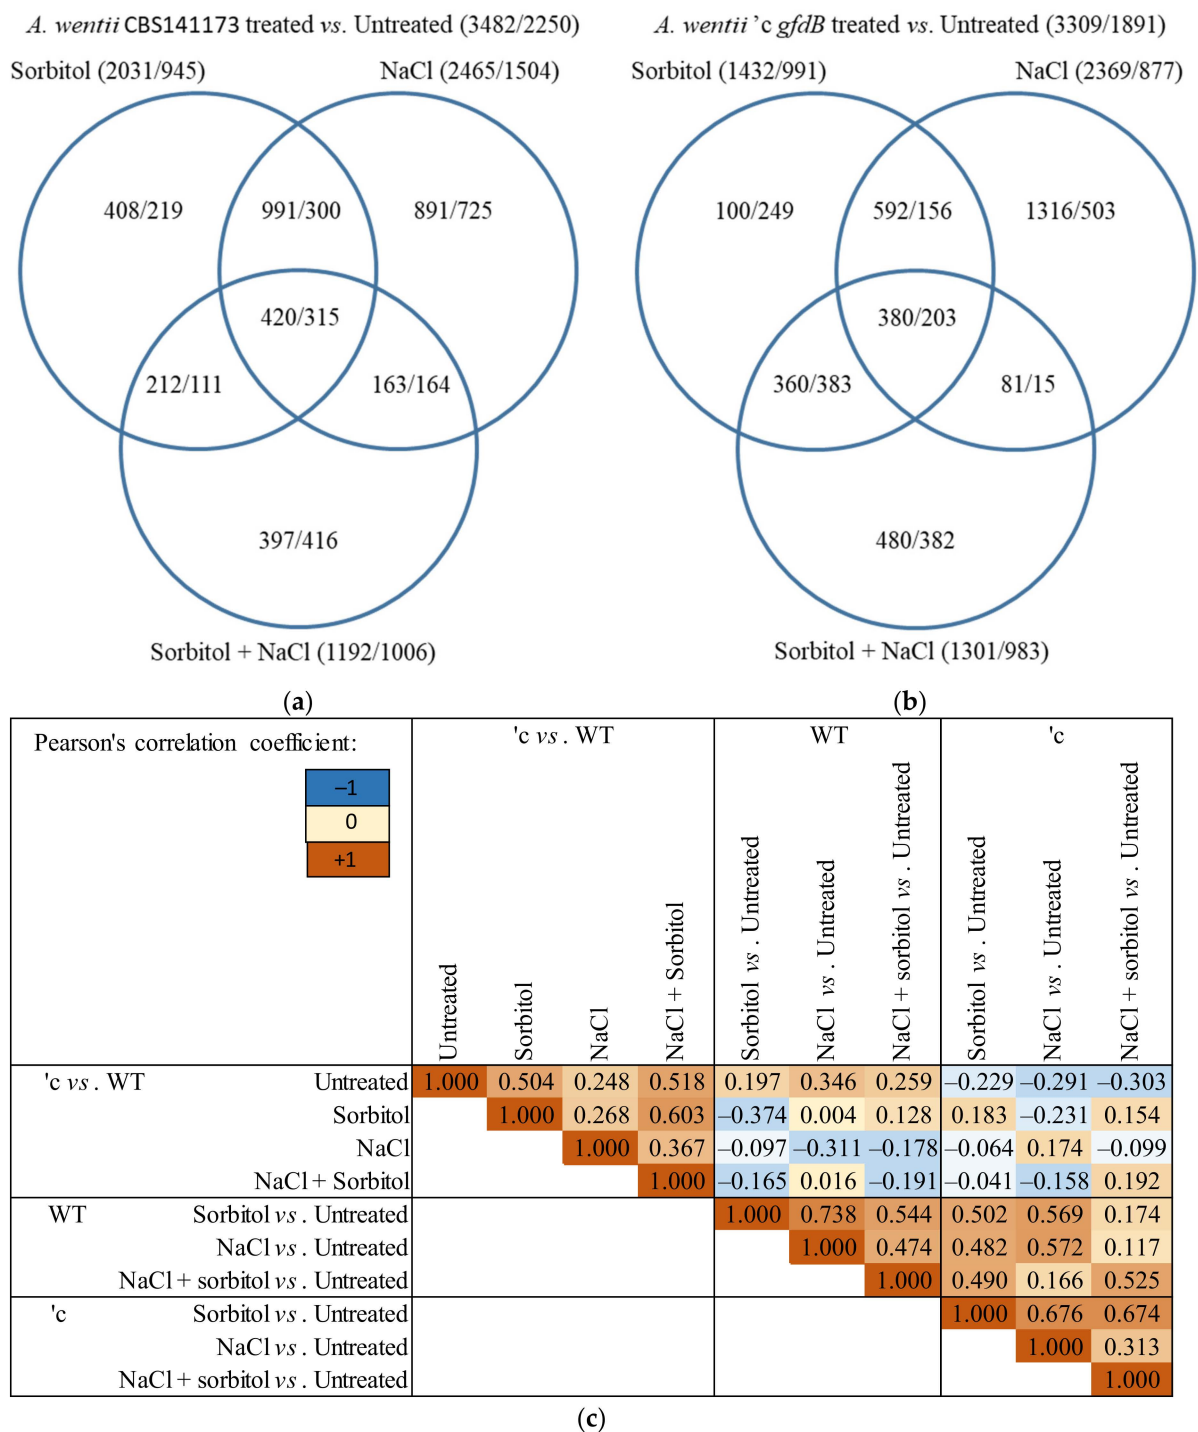 A. wentii CBS141173 treated vs. Untreated (3482/2250)
Sorbitol (2031/945)
NaCl (2465/1504)
408/219
991/300
891/725
420/315
212/111
163/164
397/416
Sorbitol + NaCl (1192/1006)
(a)
A. wentii 'c gfdB treated vs. Untreated (3309/1891)
Sorbitol (1432/991)
NaCl (2369/877)
100/249
592/156
1316/503
380/203
360/383
81/15
480/382
Sorbitol + NaCl (1301/983)
(b)
Pearson's correlation coefficient:
–1
0
+1
'c vs. WT
WT
'c
Untreated
Sorbitol
NaCl
NaCl + Sorbitol
Sorbitol vs. Untreated
NaCl vs. Untreated
NaCl + sorbitol vs. Untreated
Sorbitol vs. Untreated
NaCl vs. Untreated
NaCl + sorbitol vs. Untreated
'c vs. WT Untreated 1.000 0.504 0.248 0.518 0.197 0.346 0.259 –0.229 –0.291 –0.303
Sorbitol 1.000 0.268 0.603 –0.374 0.004 0.128 0.183 –0.231 0.154
NaCl 1.000 0.367 –0.097 –0.311 –0.178 –0.064 0.174 –0.099
NaCl + Sorbitol 1.000 –0.165 0.016 –0.191 –0.041 –0.158 0.192
WT Sorbitol vs. Untreated 1.000 0.738 0.544 0.502 0.569 0.174
NaCl vs. Untreated 1.000 0.474 0.482 0.572 0.117
NaCl + sorbitol vs. Untreated 1.000 0.490 0.166 0.525
'c Sorbitol vs. Untreated 1.000 0.676 0.674
NaCl vs. Untreated 1.000 0.313
NaCl + sorbitol vs. Untreated 1.000
(c)